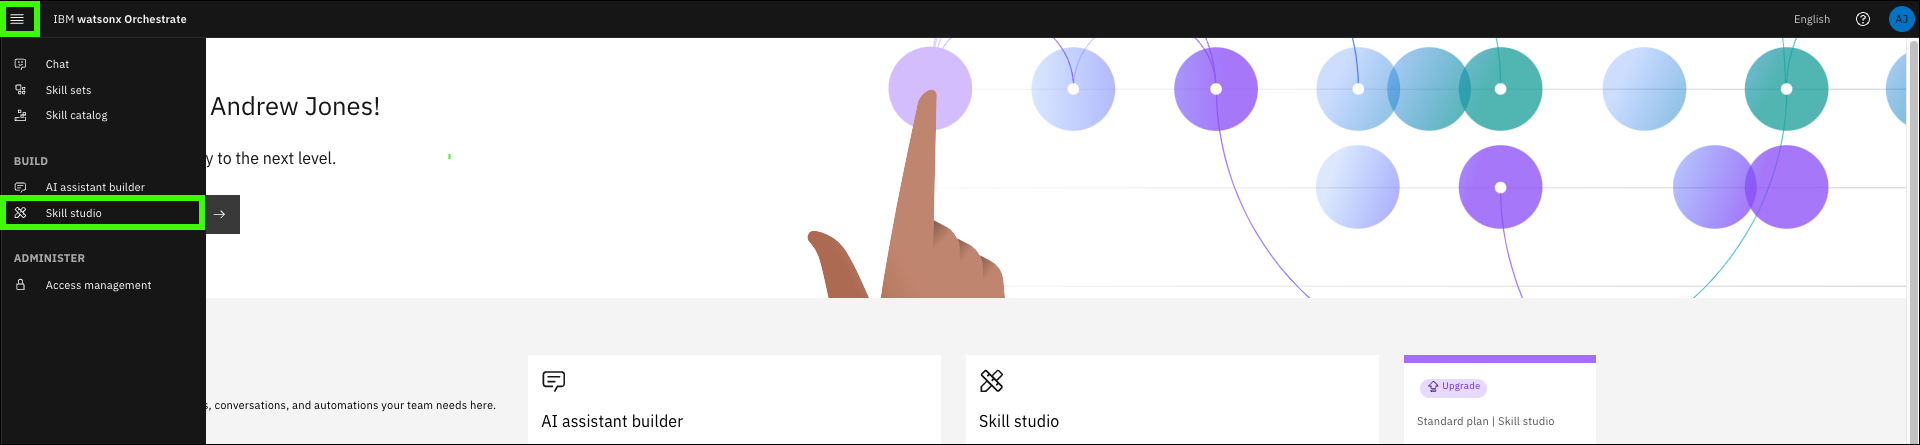 IBM watsonx Orchestrate
English
AJ
Chat
Skill sets
Skill catalog
BUILD
AI assistant builder
Skill studio
ADMINISTER
Access management
Andrew Jones!
y to the next level.
s, conversations, and automations your team needs here.
AI assistant builder
Skill studio
Upgrade
Standard plan | Skill studio